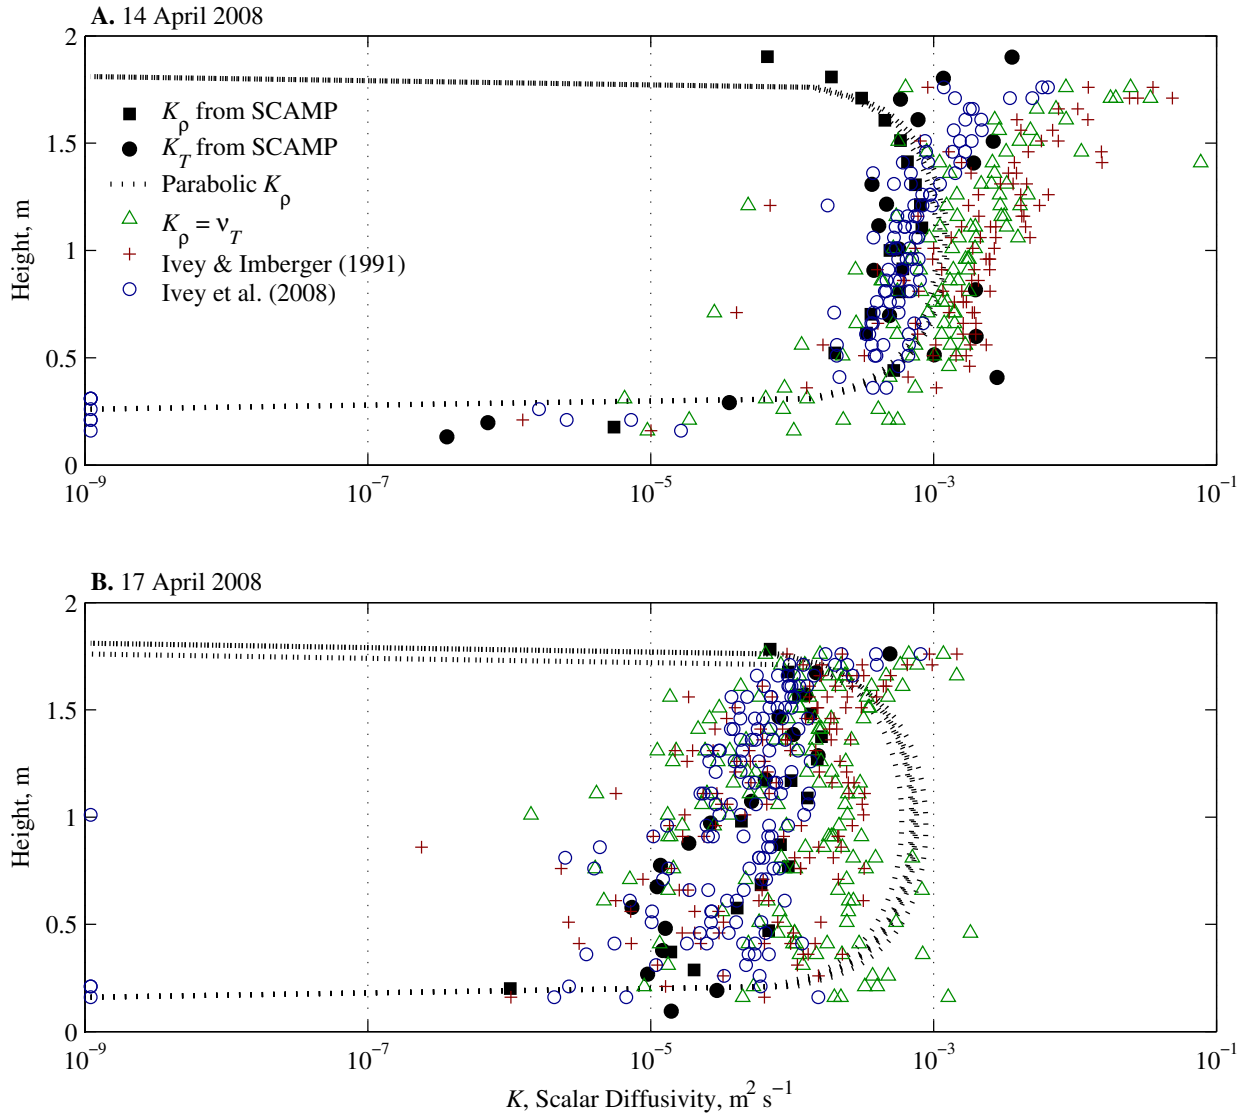 A. 14 April 2008
2
1.5
1
0.5
0
Height, m
Kρ from SCAMP
KT from SCAMP
Parabolic Kρ
Kρ = νT
Ivey & Imberger (1991)
Ivey et al. (2008)
10⁻⁹ 10⁻⁷ 10⁻⁵ 10⁻³ 10⁻¹
B. 17 April 2008
2
1.5
1
0.5
0
Height, m
10⁻⁹ 10⁻⁷ 10⁻⁵ 10⁻³ 10⁻¹
K, Scalar Diffusivity, m² s⁻¹